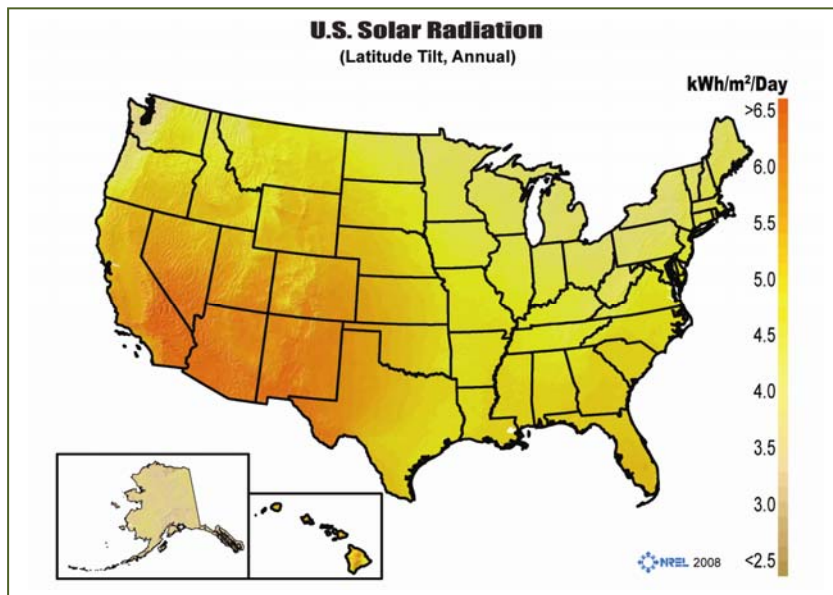 U.S. Solar Radiation
(Latitude Tilt, Annual)
kWh/m²/Day
>6.5
6.0
5.5
5.0
4.5
4.0
3.5
3.0
<2.5
NREL 2008